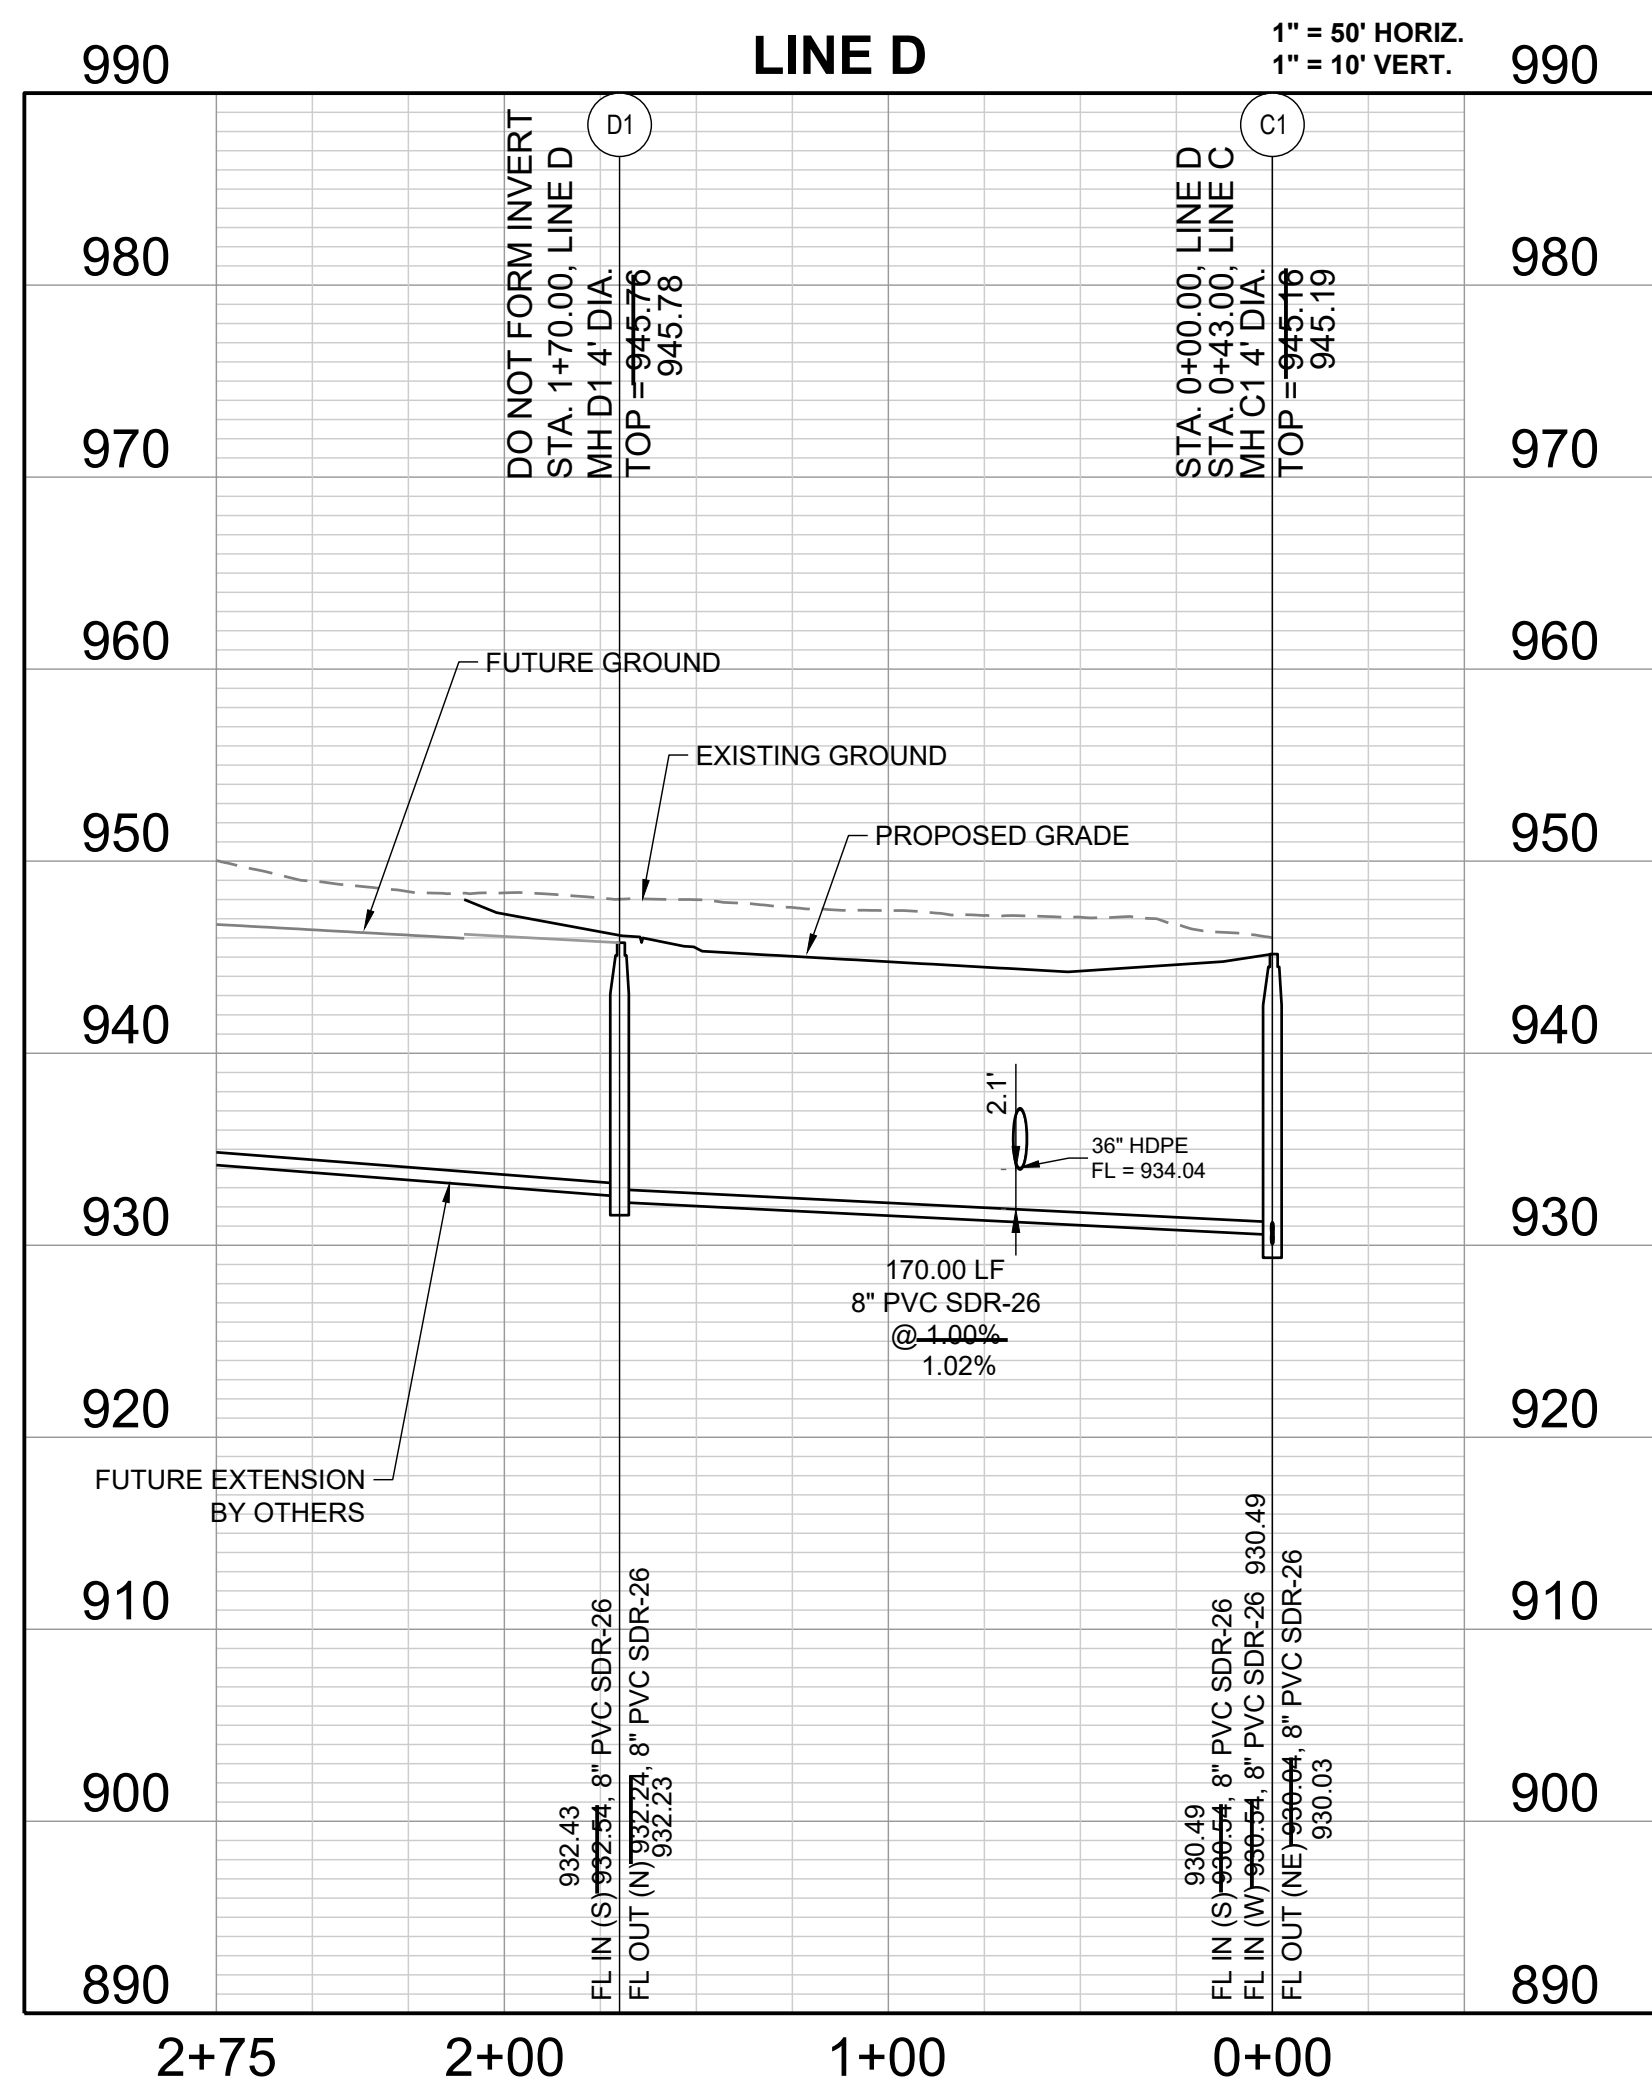 LINE D
1" = 50' HORIZ.
1" = 10' VERT.
990
990
D1
C1
DO NOT FORM INVERT
STA. 1+70.00, LINE D
MH D1 4' DIA.
TOP = 945.76
945.78
STA. 0+00.00, LINE D
STA. 0+43.00, LINE C
MH C1 4' DIA.
TOP = 945.16
945.19
980
980
970
970
960
960
FUTURE GROUND
EXISTING GROUND
950
950
PROPOSED GRADE
940
940
2.1'
36" HDPE
FL = 934.04
930
930
170.00 LF
8" PVC SDR-26
@ 1.00%
1.02%
920
920
FUTURE EXTENSION
BY OTHERS
910
910
932.43
FL IN (S) 932.54, 8" PVC SDR-26
FL OUT (N) 932.24, 8" PVC SDR-26
932.23
930.49
FL IN (S) 930.54, 8" PVC SDR-26
FL IN (W) 930.54, 8" PVC SDR-26 930.49
FL OUT (NE) 930.04, 8" PVC SDR-26
930.03
900
900
890
890
2+75
2+00
1+00
0+00